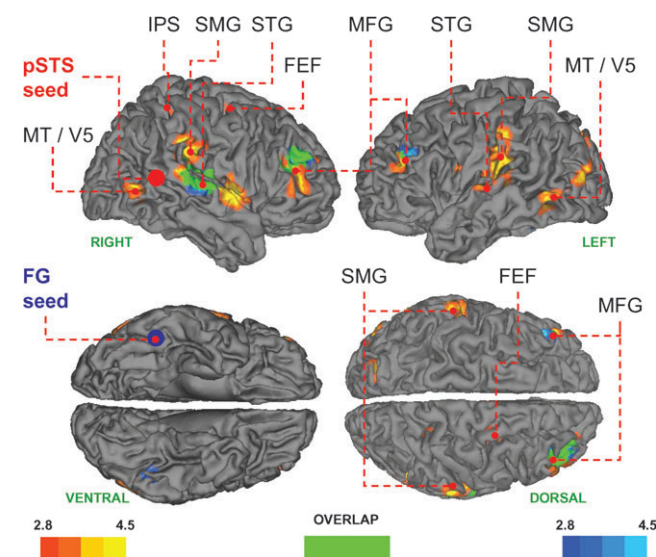 IPS SMG STG MFG STG SMG
pSTS
seed
FEF
MT / V5
MT / V5
RIGHT
LEFT
FG
seed
SMG
FEF
MFG
VENTRAL
DORSAL
2.8 4.5
OVERLAP
2.8 4.5